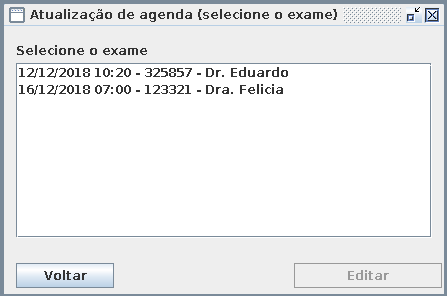 Atualização de agenda (selecione o exame)
Selecione o exame
12/12/2018 10:20 - 325857 - Dr. Eduardo
16/12/2018 07:00 - 123321 - Dra. Felicia
Voltar
Editar